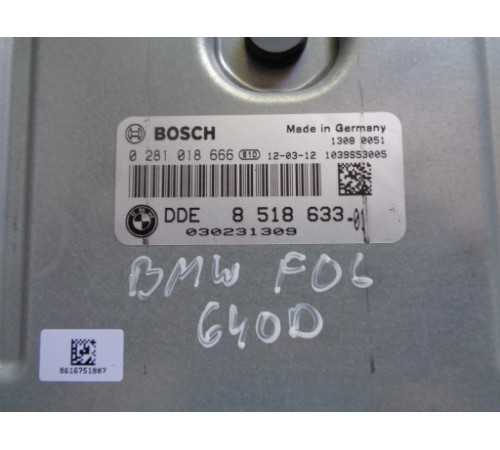 BOSCH
Made in Germany
1308 0051
0 281 018 666 810 12-03-12 1039S53005
DDE 8 518 633-01
030231309
BMW F06
640D
8616751807